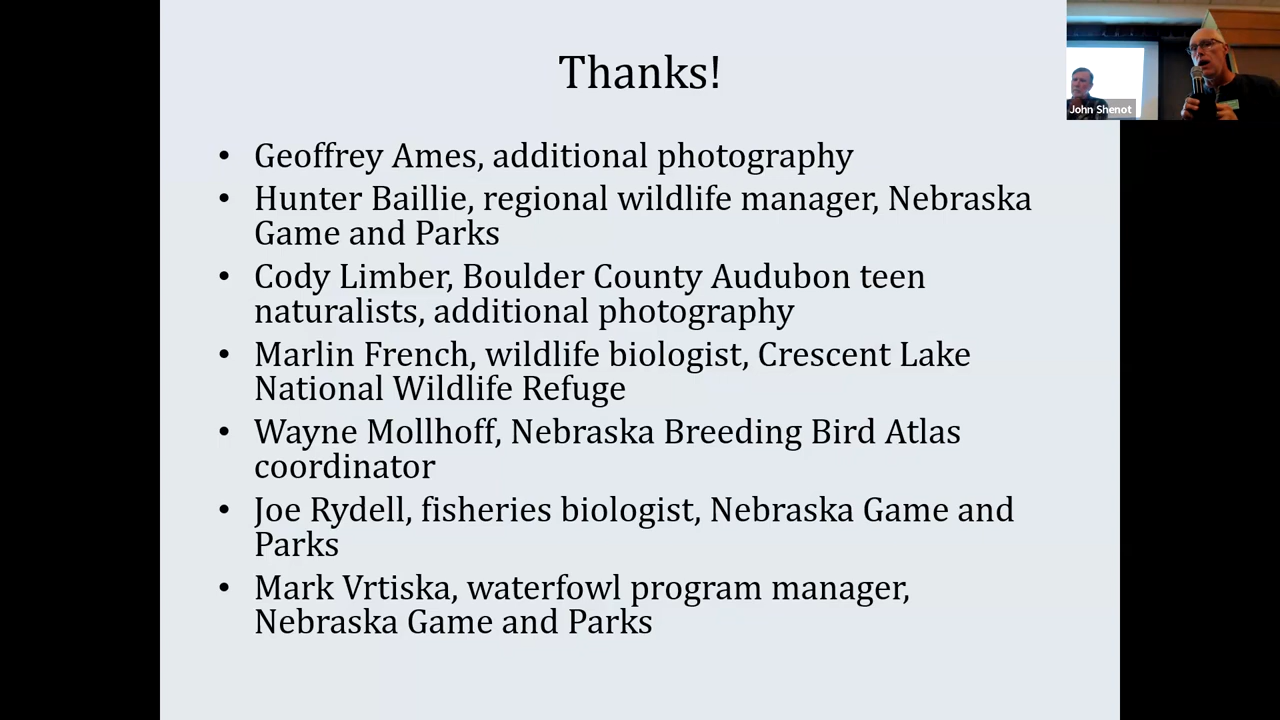 Thanks!
John Shenot
• Geoffrey Ames, additional photography
• Hunter Baillie, regional wildlife manager, Nebraska
Game and Parks
• Cody Limber, Boulder County Audubon teen
naturalists, additional photography
• Marlin French, wildlife biologist, Crescent Lake
National Wildlife Refuge
• Wayne Mollhoff, Nebraska Breeding Bird Atlas
coordinator
• Joe Rydell, fisheries biologist, Nebraska Game and
Parks
• Mark Vrtiska, waterfowl program manager,
Nebraska Game and Parks